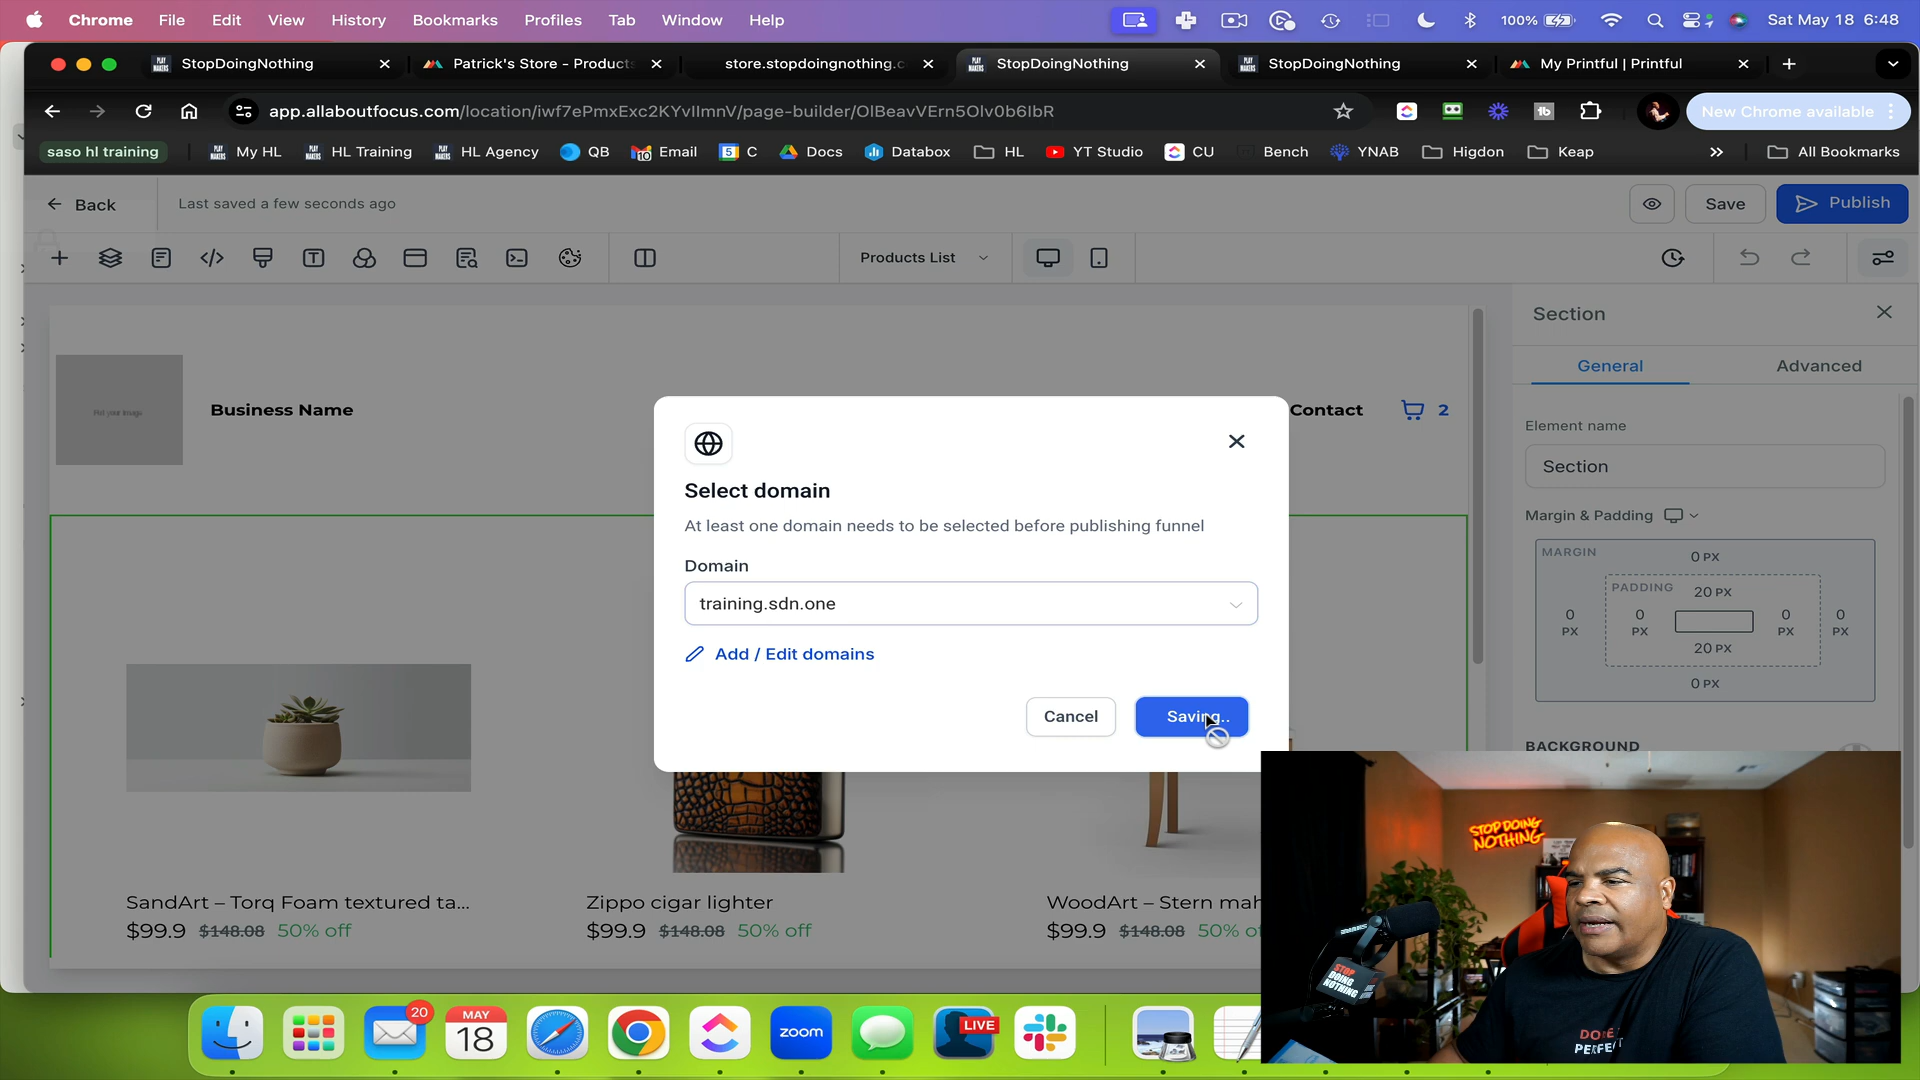 Chrome File Edit View History Bookmarks Profiles Tab Window Help 100% Sat May 18 6:48
StopDoingNothing Patrick's Store - Products store.stopdoingnothing.c StopDoingNothing StopDoingNothing My Printful | Printful
app.allaboutfocus.com/location/iwf7ePmxExc2KYvIlmnV/page-builder/OlBeavVErn5Olv0b6IbR New Chrome available
saso hl training My HL HL Training HL Agency QB Email C Docs Databox HL YT Studio CU Bench YNAB Higdon Keap All Bookmarks
Back Last saved a few seconds ago Save Publish
Products List
Section
General Advanced
Business Name Contact 2
Element name
Section
Margin & Padding
MARGIN 0 PX
PADDING 20 PX
0 PX 0 PX 0 PX 0 PX
20 PX
0 PX
BACKGROUND
Select domain
At least one domain needs to be selected before publishing funnel
Domain
training.sdn.one
Add / Edit domains
Cancel Saving..
SandArt – Torq Foam textured ta... Zippo cigar lighter WoodArt – Stern mah
$99.9 $148.08 50% off $99.9 $148.08 50% off $99.9 $148.08 50% o
STOP DOING
NOTHING
STOP
DOING
NOTHING
20 MAY
18 zoom LIVE